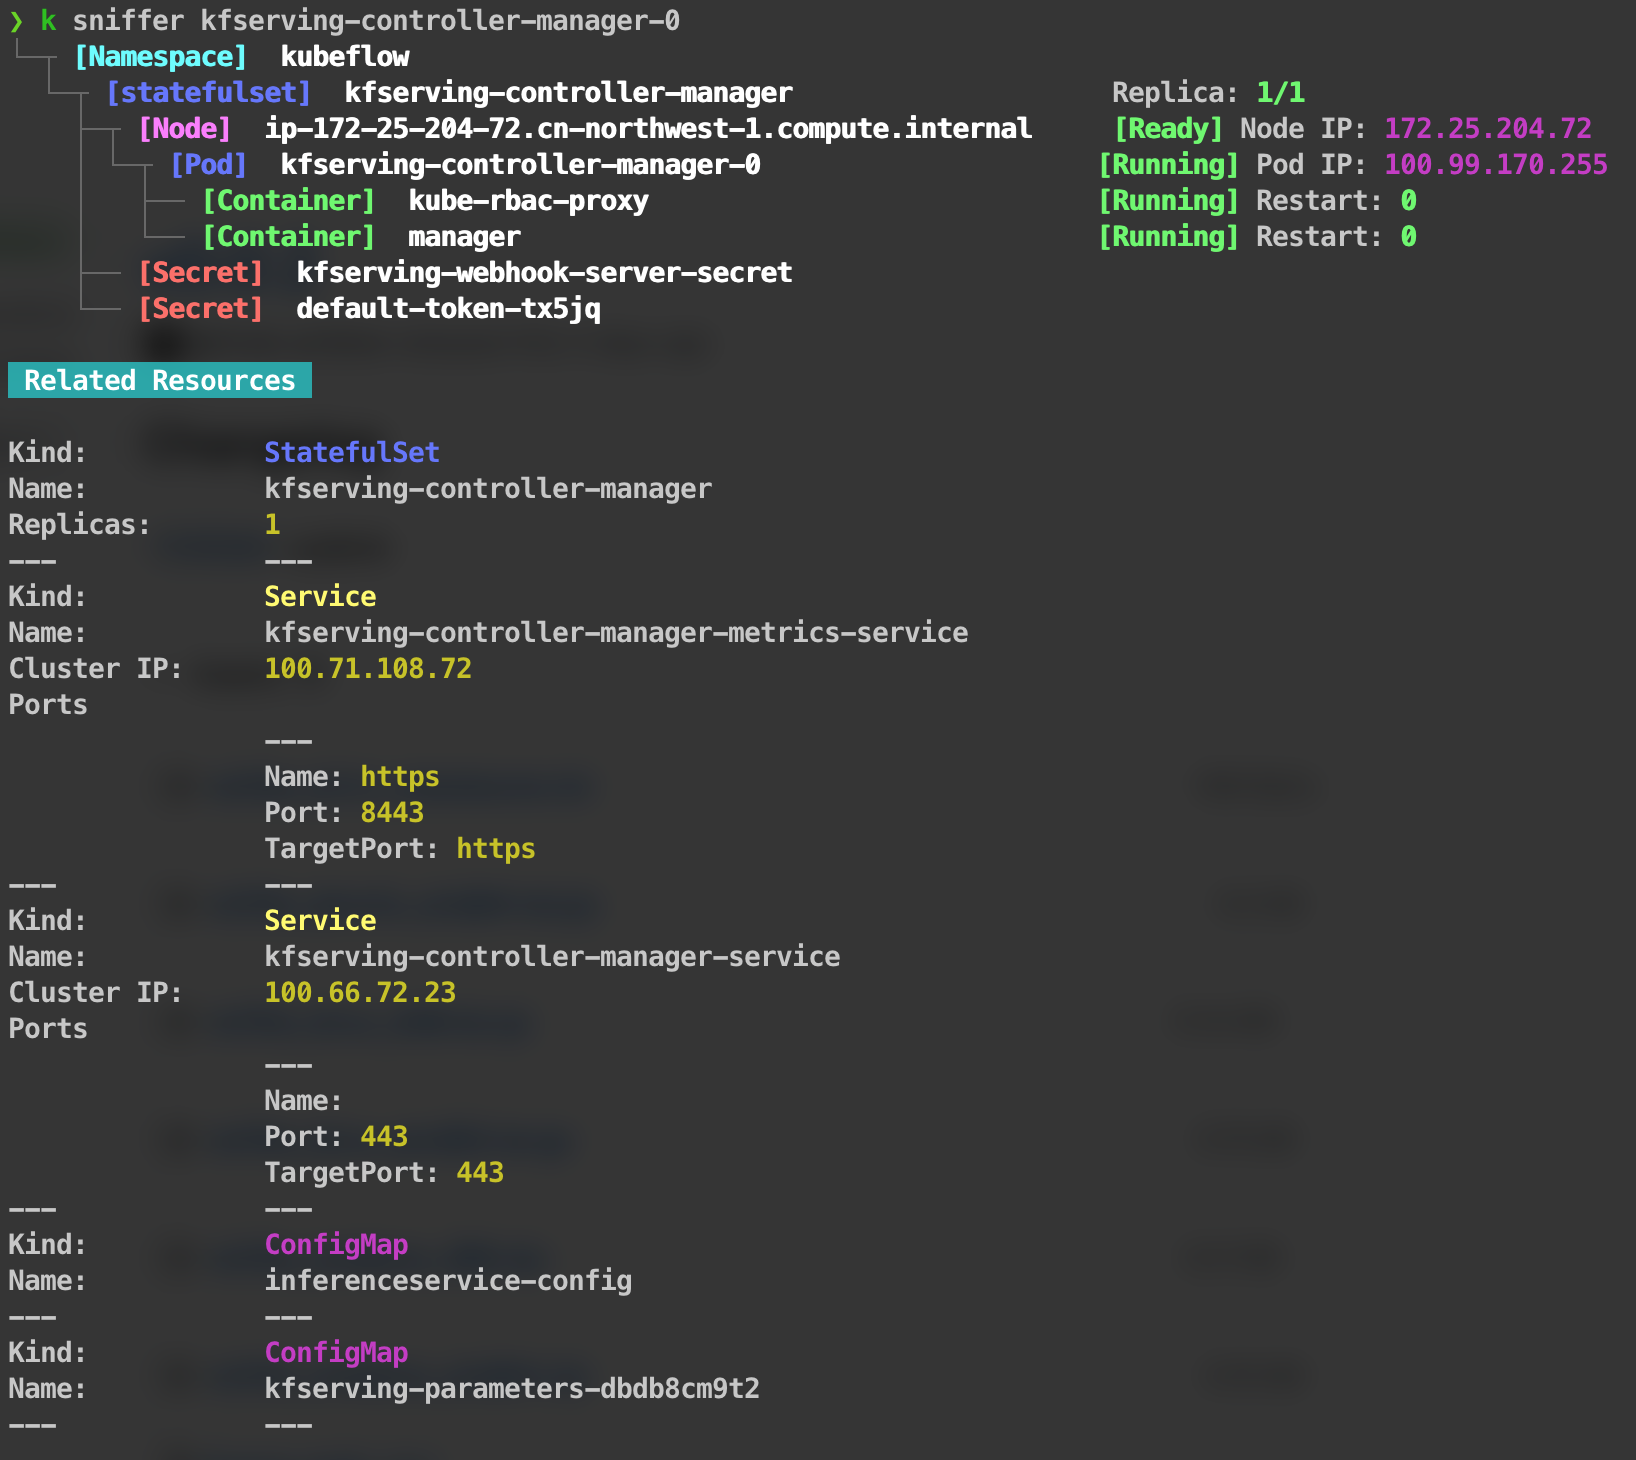 ❯ k sniffer kfserving-controller-manager-0
[Namespace] kubeflow
[statefulset] kfserving-controller-manager Replica: 1/1
[Node] ip-172-25-204-72.cn-northwest-1.compute.internal [Ready] Node IP: 172.25.204.72
[Pod] kfserving-controller-manager-0 [Running] Pod IP: 100.99.170.255
[Container] kube-rbac-proxy [Running] Restart: 0
[Container] manager [Running] Restart: 0
[Secret] kfserving-webhook-server-secret
[Secret] default-token-tx5jq
Related Resources
Kind: StatefulSet
Name: kfserving-controller-manager
Replicas: 1
--- ---
Kind: Service
Name: kfserving-controller-manager-metrics-service
Cluster IP: 100.71.108.72
Ports
---
Name: https
Port: 8443
TargetPort: https
--- ---
Kind: Service
Name: kfserving-controller-manager-service
Cluster IP: 100.66.72.23
Ports
---
Name:
Port: 443
TargetPort: 443
--- ---
Kind: ConfigMap
Name: inferenceservice-config
--- ---
Kind: ConfigMap
Name: kfserving-parameters-dbdb8cm9t2
--- ---